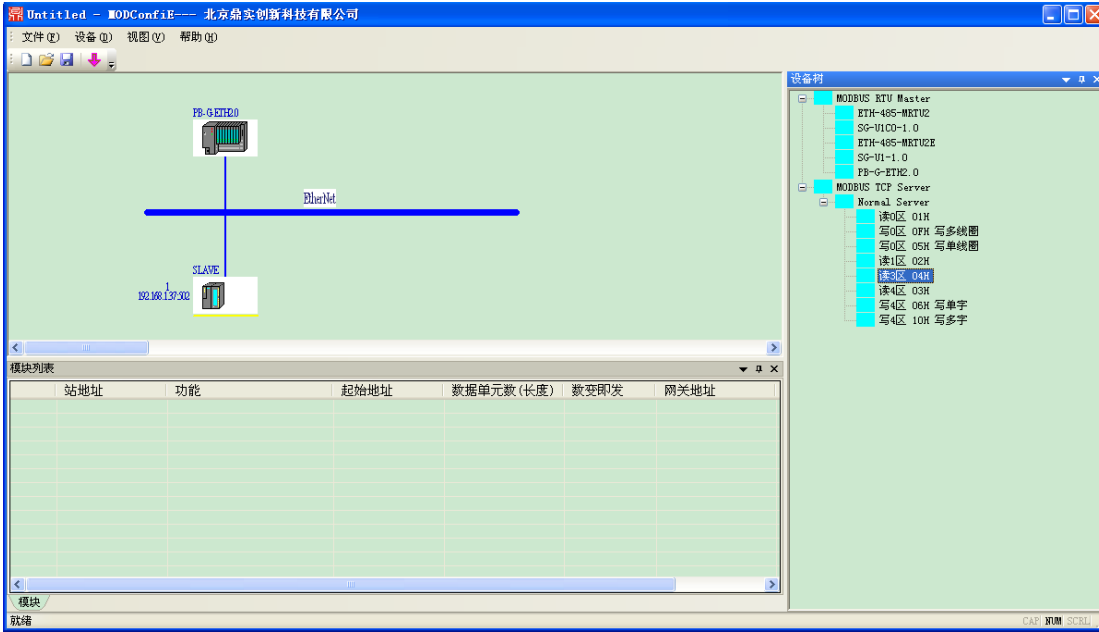 Untitled - MODConfiE--- 北京鼎实创新科技有限公司
文件(F) 设备(D) 视图(V) 帮助(H)
PB-G-ETH2.0
EtherNet
SLAVE
1
192.168.1.37:502
设备树
MODBUS RTU Master
ETH-485-MRTU2
SG-U1C0-1.0
ETH-485-MRTU2E
SG-U1-1.0
PB-G-ETH2.0
MODBUS TCP Server
Normal Server
读0区 01H
写0区 0FH 写多线圈
写0区 05H 写单线圈
读1区 02H
读3区 04H
读4区 03H
写4区 06H 写单字
写4区 10H 写多字
模块列表
站地址 功能 起始地址 数据单元数(长度) 数变即发 网关地址
模块
就绪
CAP NUM SCRL